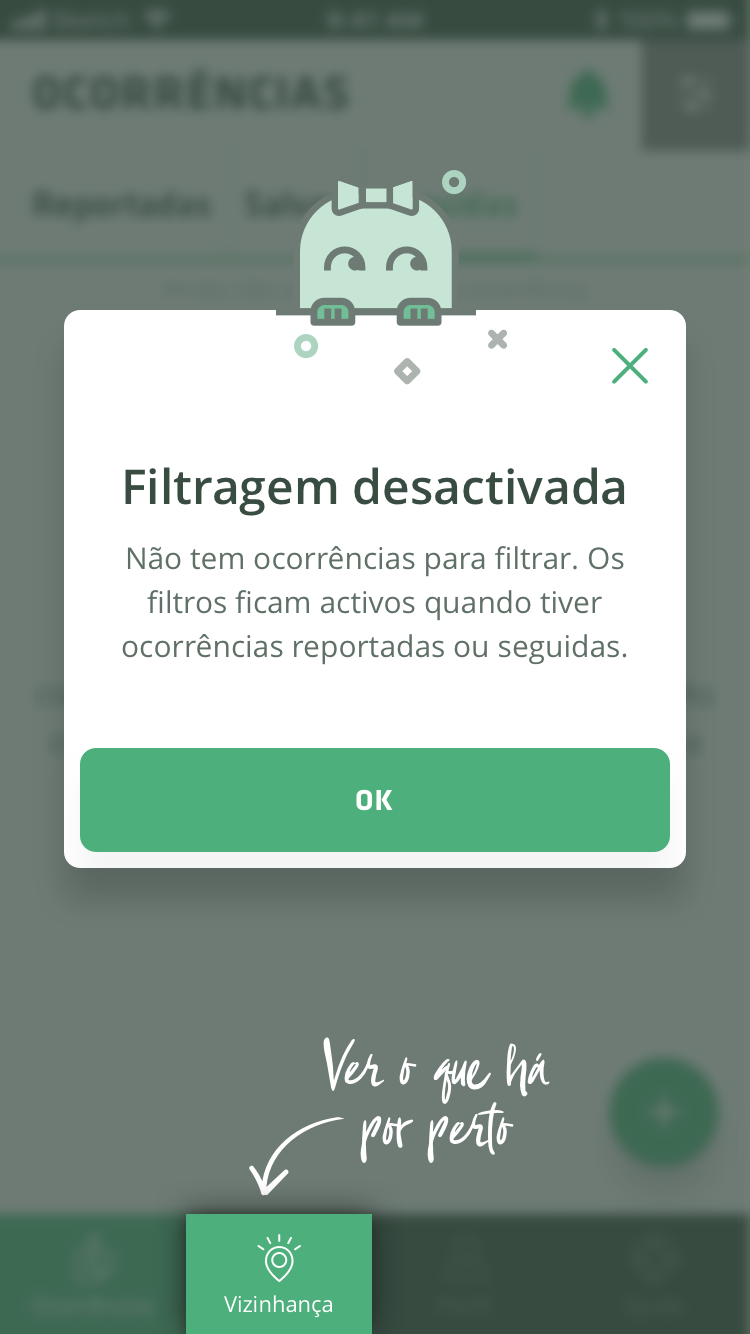 OCORRÊNCIAS
Reportadas
Filtragem desactivada
Não tem ocorrências para filtrar. Os
filtros ficam activos quando tiver
ocorrências reportadas ou seguidas.
OK
Ver o que há
por perto
Vizinhança